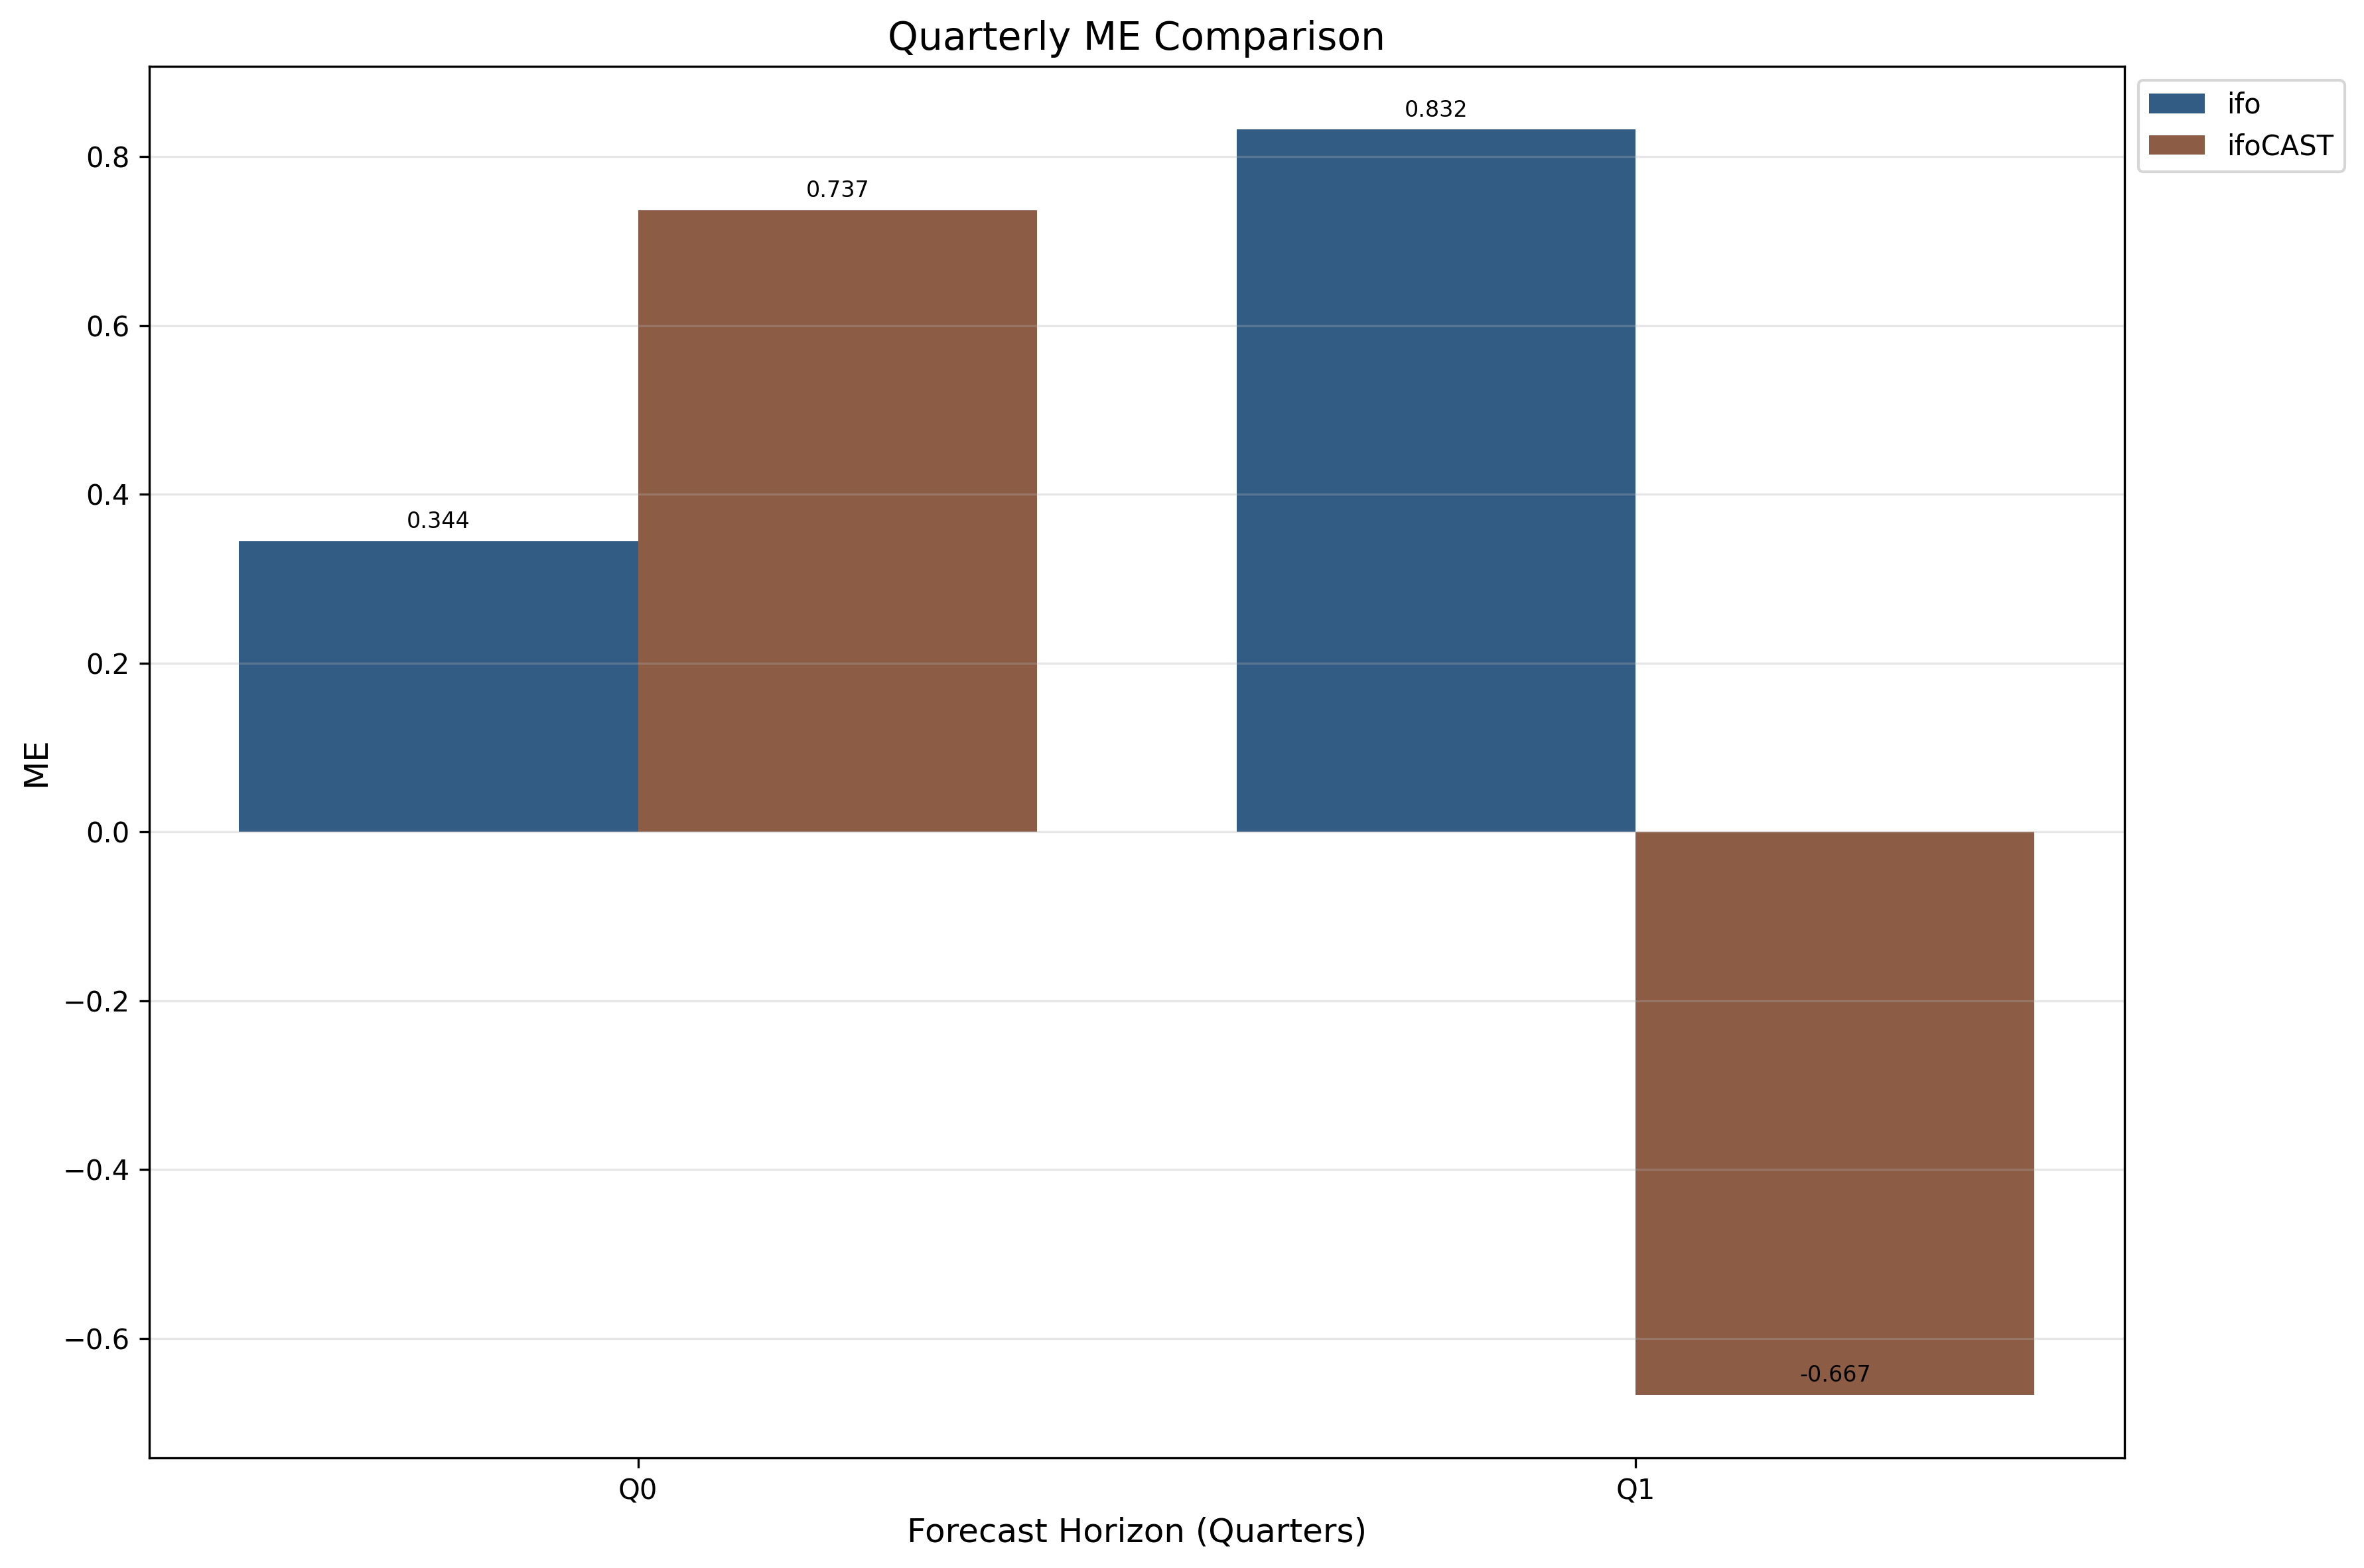 Quarterly ME Comparison
ifo
ifoCAST
0.832
0.737
0.344
-0.667
0.8
0.6
0.4
0.2
0.0
−0.2
−0.4
−0.6
ME
Q0
Q1
Forecast Horizon (Quarters)